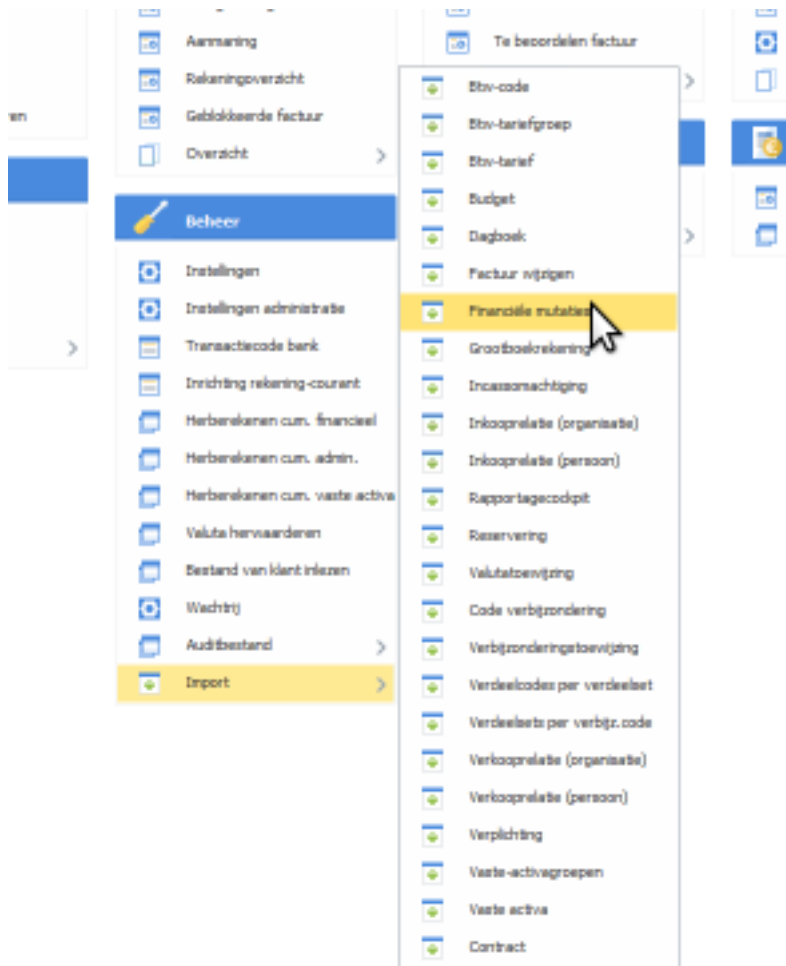 Aanmaning
Rekeningoverzicht
Geblokkeerde factuur
Overzicht
Beheer
Instellingen
Instellingen administratie
Transactiecode bank
Inrichting rekening-courant
Herberekenen cum. financieel
Herberekenen cum. admin.
Herberekenen cum. vaste activa
Valuta herwaarderen
Bestand van klant inlezen
Wachtrij
Auditbestand
Import
Te beoordelen factuur
Btw-code
Btw-tariefgroep
Btw-tarief
Budget
Dagboek
Factuur wijzigen
Financiële mutaties
Grootboekrekening
Incassomachtiging
Inkooprelatie (organisatie)
Inkooprelatie (persoon)
Rapportagecockpit
Reservering
Valutatoewijzing
Code verbijzondering
Verbijzonderingstoewijzing
Verdeelcodes per verdeelset
Verdeelsets per verbijz.code
Verkooprelatie (organisatie)
Verkooprelatie (persoon)
Verplichting
Vaste-activagroepen
Vaste activa
Contract